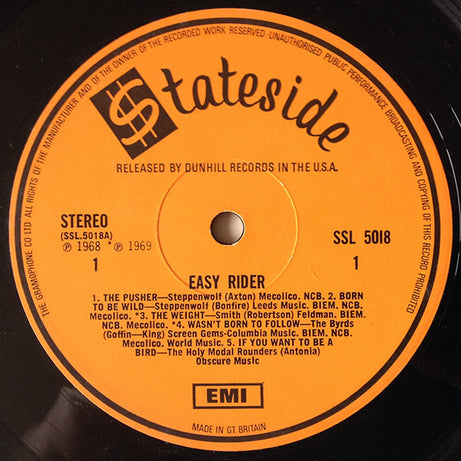 THE GRAMOPHONE CO LTD ALL RIGHTS OF THE MANUFACTURER AND OF THE OWNER OF THE RECORDED WORK RESERVED UNAUTHORISED PUBLIC PERFORMANCE BROADCASTING AND COPYING OF THIS RECORD PROHIBITED
$tateside
RELEASED BY DUNHILL RECORDS IN THE U.S.A.
STEREO
(SSL.5018A)
℗ 1968 *℗ 1969
1
SSL 5018
1
EASY RIDER
1. THE PUSHER—Steppenwolf (Axton) Mecolico. NCB. 2. BORN
TO BE WILD—Steppenwolf (Bonfire) Leeds Music. BIEM. NCB.
Mecolico. *3. THE WEIGHT—Smith (Robertson) Feldman. BIEM.
NCB. Mecolico. *4. WASN'T BORN TO FOLLOW—The Byrds
(Goffin—King) Screen Gems-Columbia Music. BIEM. NCB.
Mecolico. World Music. 5. IF YOU WANT TO BE A
BIRD—The Holy Modal Rounders (Antonia)
Obscure Music
EMI
MADE IN GT. BRITAIN